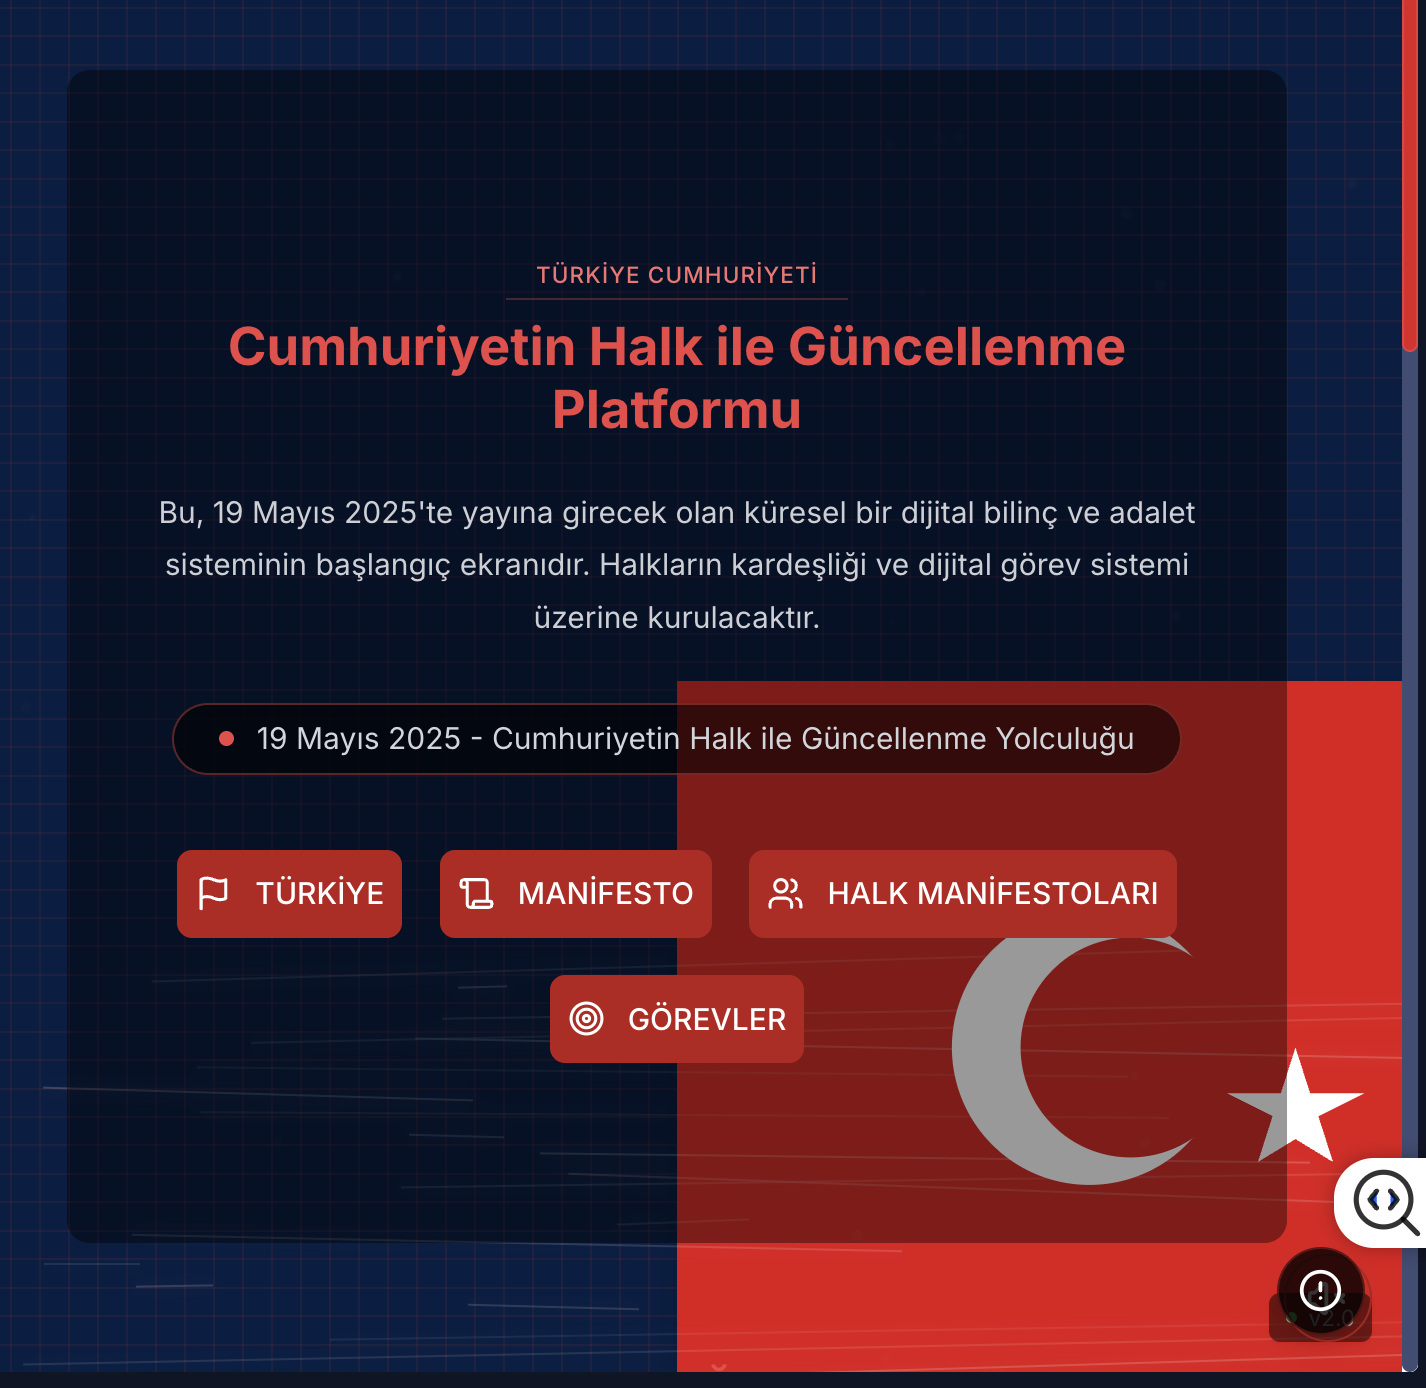 TÜRKİYE CUMHURİYETİ
Cumhuriyetin Halk ile Güncellenme
Platformu
Bu, 19 Mayıs 2025'te yayına girecek olan küresel bir dijital bilinç ve adalet
sisteminin başlangıç ekranıdır. Halkların kardeşliği ve dijital görev sistemi
üzerine kurulacaktır.
19 Mayıs 2025 - Cumhuriyetin Halk ile Güncellenme Yolculuğu
TÜRKİYE
MANİFESTO
HALK MANİFESTOLARI
GÖREVLER
v2.0